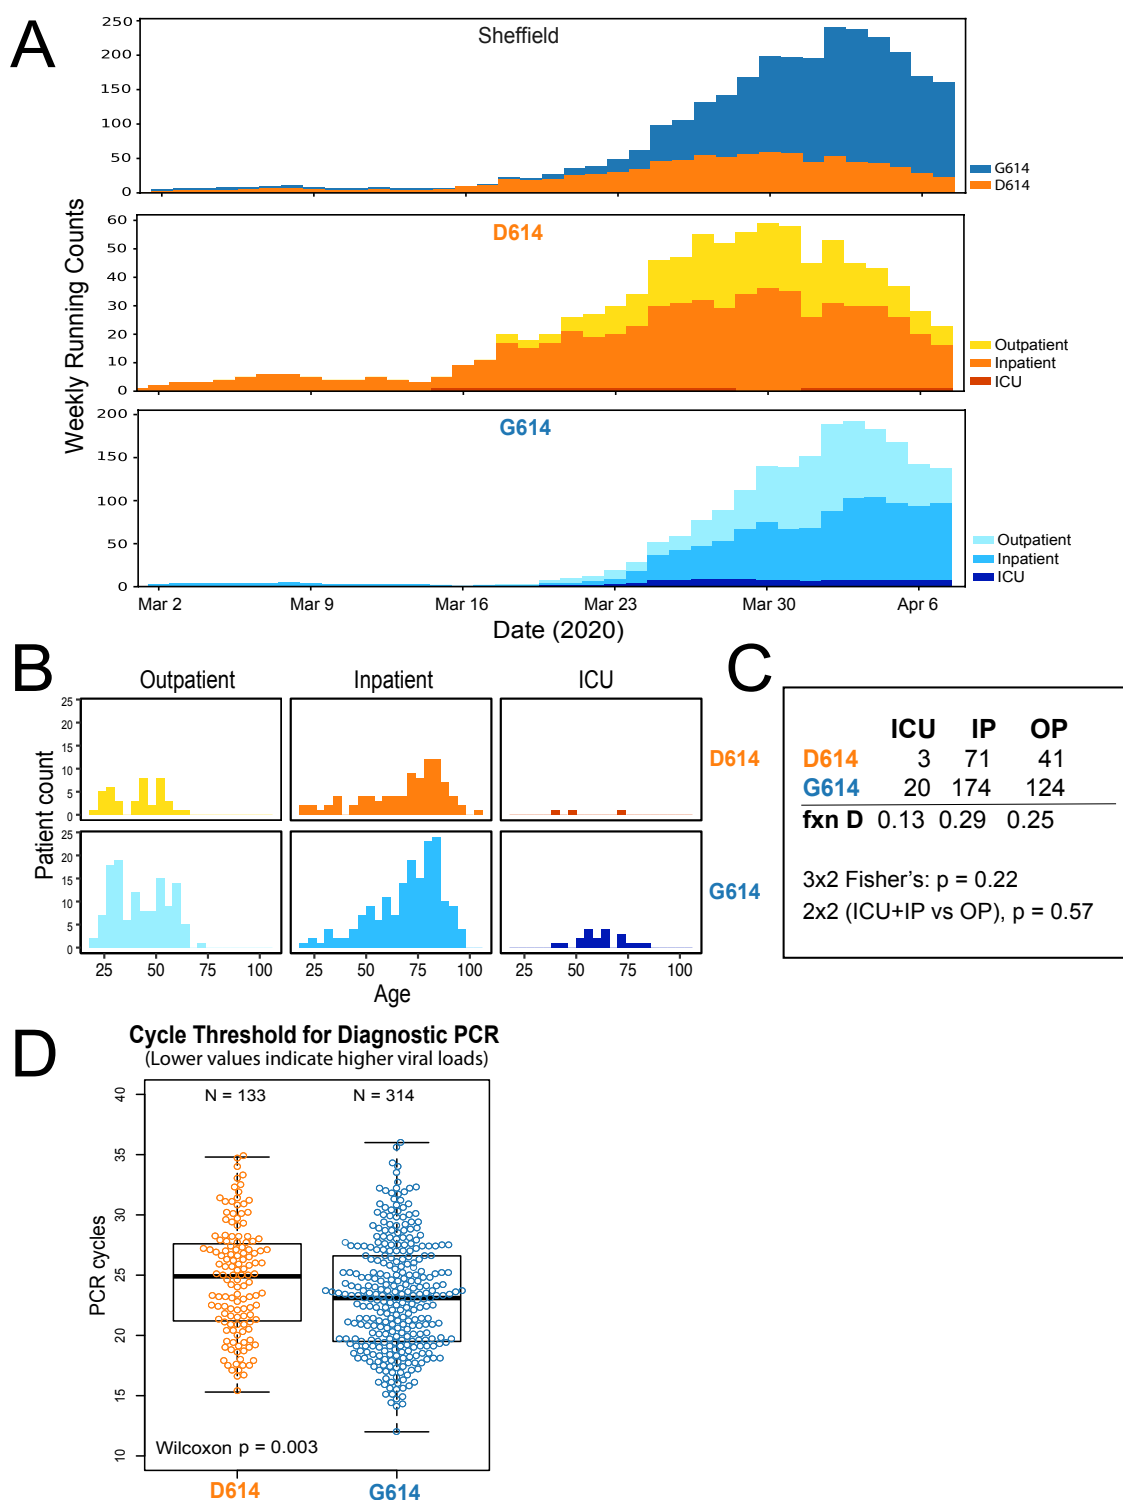 A
Sheffield
250
200
150
100
50
0
G614
D614
Weekly Running Counts
D614
60
50
40
30
20
10
0
Outpatient
Inpatient
ICU
G614
200
150
100
50
0
Outpatient
Inpatient
ICU
Mar 2 Mar 9 Mar 16 Mar 23 Mar 30 Apr 6
Date (2020)
B
Outpatient Inpatient ICU
25
20
15
10
5
0
D614
Patient count
25
20
15
10
5
0
G614
25 50 75 100 25 50 75 100 25 50 75 100
Age
C
ICU IP OP
D614 3 71 41
G614 20 174 124
fxn D 0.13 0.29 0.25
3x2 Fisher's: p = 0.22
2x2 (ICU+IP vs OP), p = 0.57
D
Cycle Threshold for Diagnostic PCR
(Lower values indicate higher viral loads)
N = 133 N = 314
40
35
30
25
20
15
10
PCR cycles
Wilcoxon p = 0.003
D614 G614